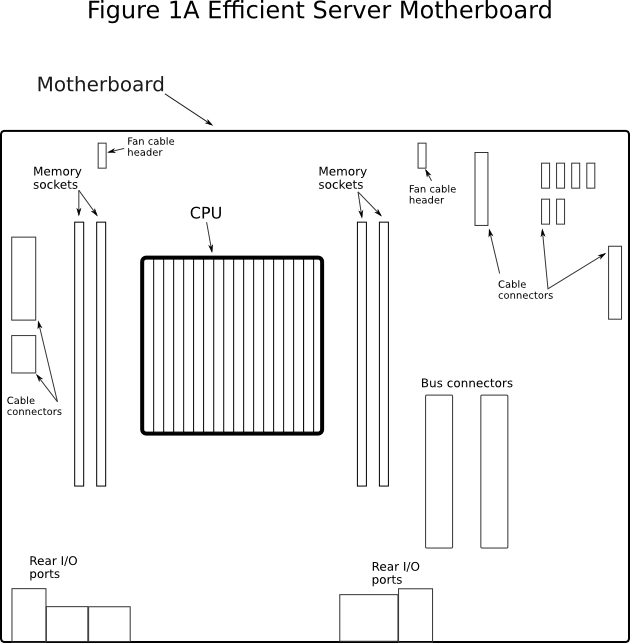 Figure 1A Efficient Server Motherboard
Motherboard
Fan cable
header
Memory
sockets
Memory
sockets
Fan cable
header
CPU
Cable
connectors
Bus connectors
Cable
connectors
Rear I/O
ports
Rear I/O
ports